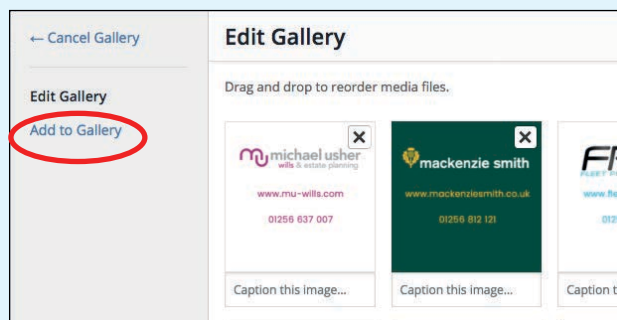 ← Cancel Gallery
Edit Gallery
Add to Gallery
Edit Gallery
Drag and drop to reorder media files.
michael usher
wills & estate planning
www.mu-wills.com
01256 637 007
Caption this image...
mackenzie smith
www.mackenziesmith.co.uk
01256 812 121
Caption this image...
FLEET
Caption